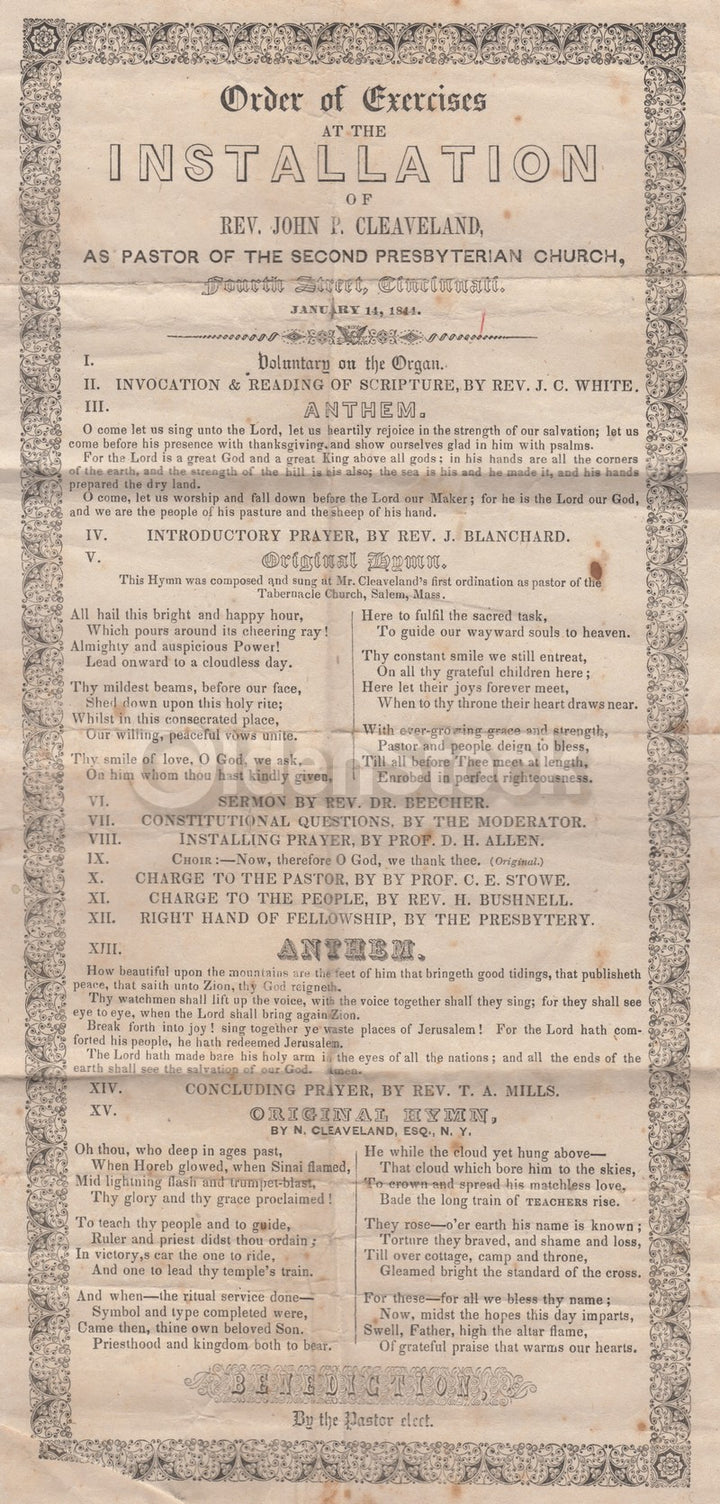 Order of Exercises
AT THE
INSTALLATION
OF
REV. JOHN P. CLEAVELAND,
AS PASTOR OF THE SECOND PRESBYTERIAN CHURCH,
Fourth Street, Cincinnati.
JANUARY 14, 1844.
I. Voluntary on the Organ.
II. INVOCATION & READING OF SCRIPTURE, BY REV. J. C. WHITE.
III. ANTHEM.
O come let us sing unto the Lord, let us heartily rejoice in the strength of our salvation; let us
come before his presence with thanksgiving, and show ourselves glad in him with psalms.
For the Lord is a great God and a great King above all gods; in his hands are all the corners
of the earth, and the strength of the hill is his also; the sea is his and he made it, and his hands
prepared the dry land.
O come, let us worship and fall down before the Lord our Maker; for he is the Lord our God,
and we are the people of his pasture and the sheep of his hand.
IV. INTRODUCTORY PRAYER, BY REV. J. BLANCHARD.
V. Original Hymn.
This Hymn was composed and sung at Mr. Cleaveland's first ordination as pastor of the
Tabernacle Church, Salem, Mass.
All hail this bright and happy hour,
Which pours around its cheering ray!
Almighty and auspicious Power!
Lead onward to a cloudless day.
Thy mildest beams, before our face,
Shed down upon this holy rite;
Whilst in this consecrated place,
Our willing, peaceful vows unite.
Thy smile of love, O God, we ask,
On him whom thou hast kindly given,
Here to fulfil the sacred task,
To guide our wayward souls to heaven.
Thy constant smile we still entreat,
On all thy grateful children here;
Here let their joys forever meet,
When to thy throne their heart draws near.
With ever-growing grace and strength,
Pastor and people deign to bless,
Till all before Thee meet at length,
Enrobed in perfect righteousness.
Oldenotson
VI. SERMON BY REV. DR. BEECHER.
VII. CONSTITUTIONAL QUESTIONS, BY THE MODERATOR.
VIII. INSTALLING PRAYER, BY PROF. D. H. ALLEN.
IX. CHOIR:—Now, therefore O God, we thank thee. (Original.)
X. CHARGE TO THE PASTOR, BY BY PROF. C. E. STOWE.
XI. CHARGE TO THE PEOPLE, BY REV. H. BUSHNELL.
XII. RIGHT HAND OF FELLOWSHIP, BY THE PRESBYTERY.
XIII. ANTHEM.
How beautiful upon the mountains are the feet of him that bringeth good tidings, that publisheth
peace, that saith unto Zion, thy God reigneth.
Thy watchmen shall lift up the voice, with the voice together shall they sing; for they shall see
eye to eye, when the Lord shall bring again Zion.
Break forth into joy! sing together ye waste places of Jerusalem! For the Lord hath com-
forted his people, he hath redeemed Jerusalem.
The Lord hath made bare his holy arm in the eyes of all the nations; and all the ends of the
earth shall see the salvation of our God. Amen.
XIV. CONCLUDING PRAYER, BY REV. T. A. MILLS.
XV. ORIGINAL HYMN,
BY N. CLEAVELAND, ESQ., N. Y.
Oh thou, who deep in ages past,
When Horeb glowed, when Sinai flamed,
Mid lightning flash and trumpet-blast,
Thy glory and thy grace proclaimed!
To teach thy people and to guide,
Ruler and priest didst thou ordain;
In victory,s car the one to ride,
And one to lead thy temple's train.
And when—the ritual service done—
Symbol and type completed were,
Came then, thine own beloved Son.
Priesthood and kingdom both to bear.
He while the cloud yet hung above—
That cloud which bore him to the skies,
To crown and spread his matchless love,
Bade the long train of TEACHERS rise.
They rose—o'er earth his name is known;
Torture they braved, and shame and loss,
Till over cottage, camp and throne,
Gleamed bright the standard of the cross.
For these—for all we bless thy name;
Now, midst the hopes this day imparts,
Swell, Father, high the altar flame,
Of grateful praise that warms our hearts.
BENEDICTION,
By the Pastor elect.